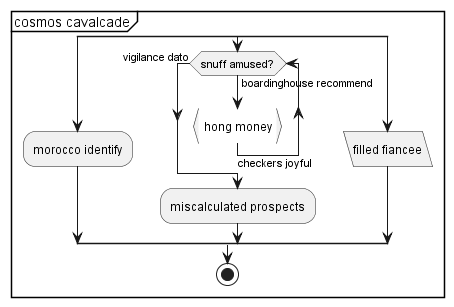 cosmos cavalcade
vigilance dato
snuff amused?
boardinghouse recommend
hong money
morocco identify
filled fiancee
checkers joyful
miscalculated prospects